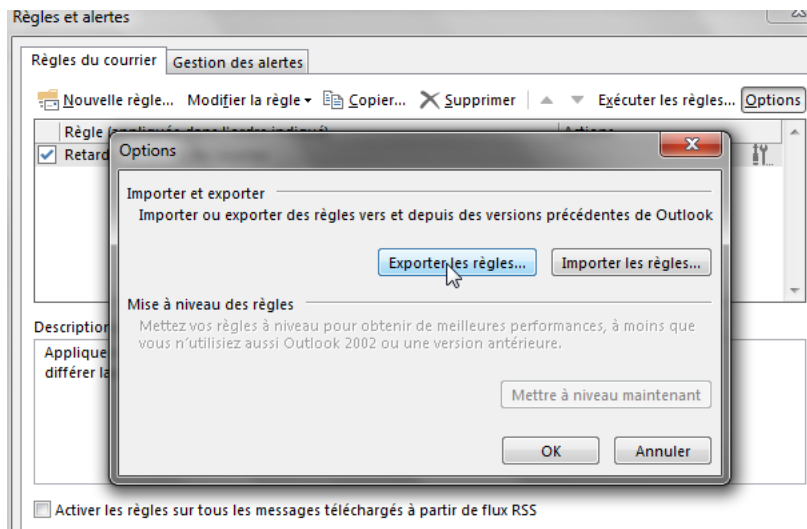 Règles et alertes
Règles du courrier Gestion des alertes
Nouvelle règle... Modifier la règle Copier... Supprimer Exécuter les règles... Options
Règle
Retard
Options
Importer et exporter
Importer ou exporter des règles vers et depuis des versions précédentes de Outlook
Exporter les règles... Importer les règles...
Mise à niveau des règles
Mettez vos règles à niveau pour obtenir de meilleures performances, à moins que
vous n'utilisiez aussi Outlook 2002 ou une version antérieure.
Mettre à niveau maintenant
OK Annuler
Description
Applique
différer la
Activer les règles sur tous les messages téléchargés à partir de flux RSS